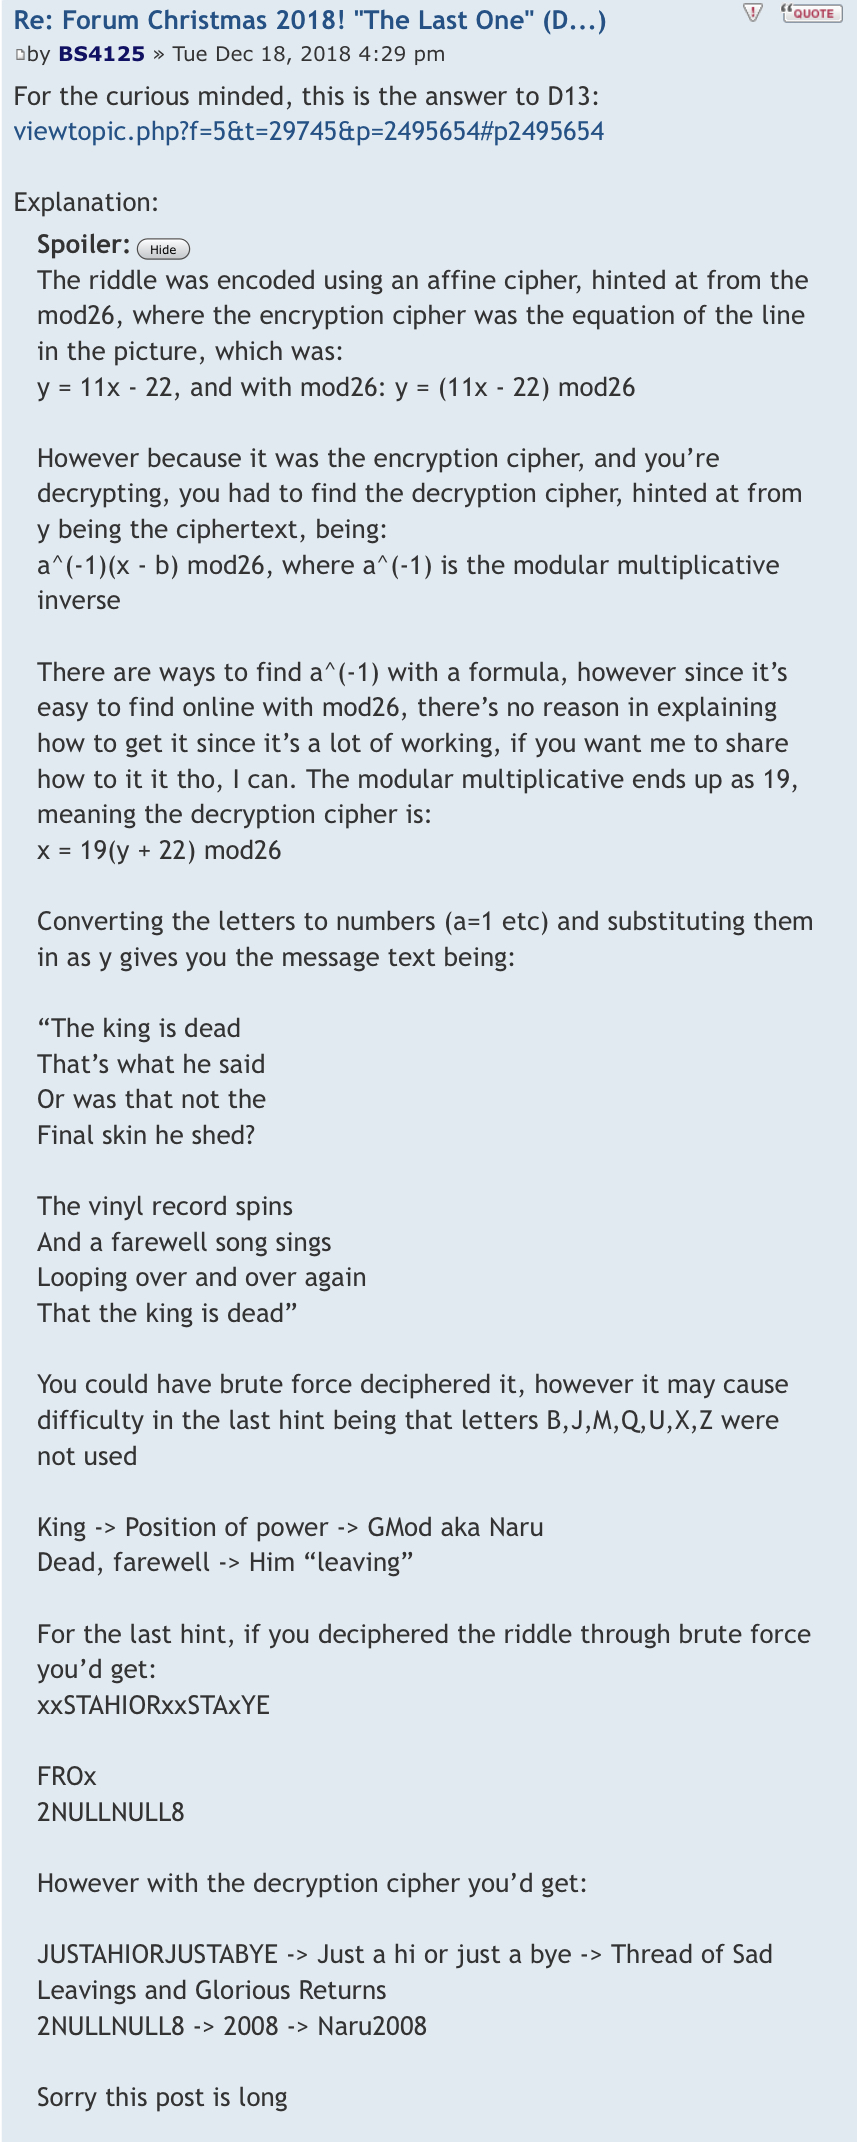 Re: Forum Christmas 2018! "The Last One" (D...)
“QUOTE
by BS4125 » Tue Dec 18, 2018 4:29 pm
For the curious minded, this is the answer to D13:
viewtopic.php?f=5&t=29745&p=2495654#p2495654
Explanation:
Spoiler: Hide
The riddle was encoded using an affine cipher, hinted at from the
mod26, where the encryption cipher was the equation of the line
in the picture, which was:
y = 11x - 22, and with mod26: y = (11x - 22) mod26
However because it was the encryption cipher, and you’re
decrypting, you had to find the decryption cipher, hinted at from
y being the ciphertext, being:
a^(-1)(x - b) mod26, where a^(-1) is the modular multiplicative
inverse
There are ways to find a^(-1) with a formula, however since it’s
easy to find online with mod26, there’s no reason in explaining
how to get it since it’s a lot of working, if you want me to share
how to it it tho, I can. The modular multiplicative ends up as 19,
meaning the decryption cipher is:
x = 19(y + 22) mod26
Converting the letters to numbers (a=1 etc) and substituting them
in as y gives you the message text being:
“The king is dead
That’s what he said
Or was that not the
Final skin he shed?
The vinyl record spins
And a farewell song sings
Looping over and over again
That the king is dead”
You could have brute force deciphered it, however it may cause
difficulty in the last hint being that letters B,J,M,Q,U,X,Z were
not used
King -> Position of power -> GMod aka Naru
Dead, farewell -> Him “leaving”
For the last hint, if you deciphered the riddle through brute force
you’d get:
xxSTAHIORxxSTAxYE
FROx
2NULLNULL8
However with the decryption cipher you’d get:
JUSTAHIORJUSTABYE -> Just a hi or just a bye -> Thread of Sad
Leavings and Glorious Returns
2NULLNULL8 -> 2008 -> Naru2008
Sorry this post is long